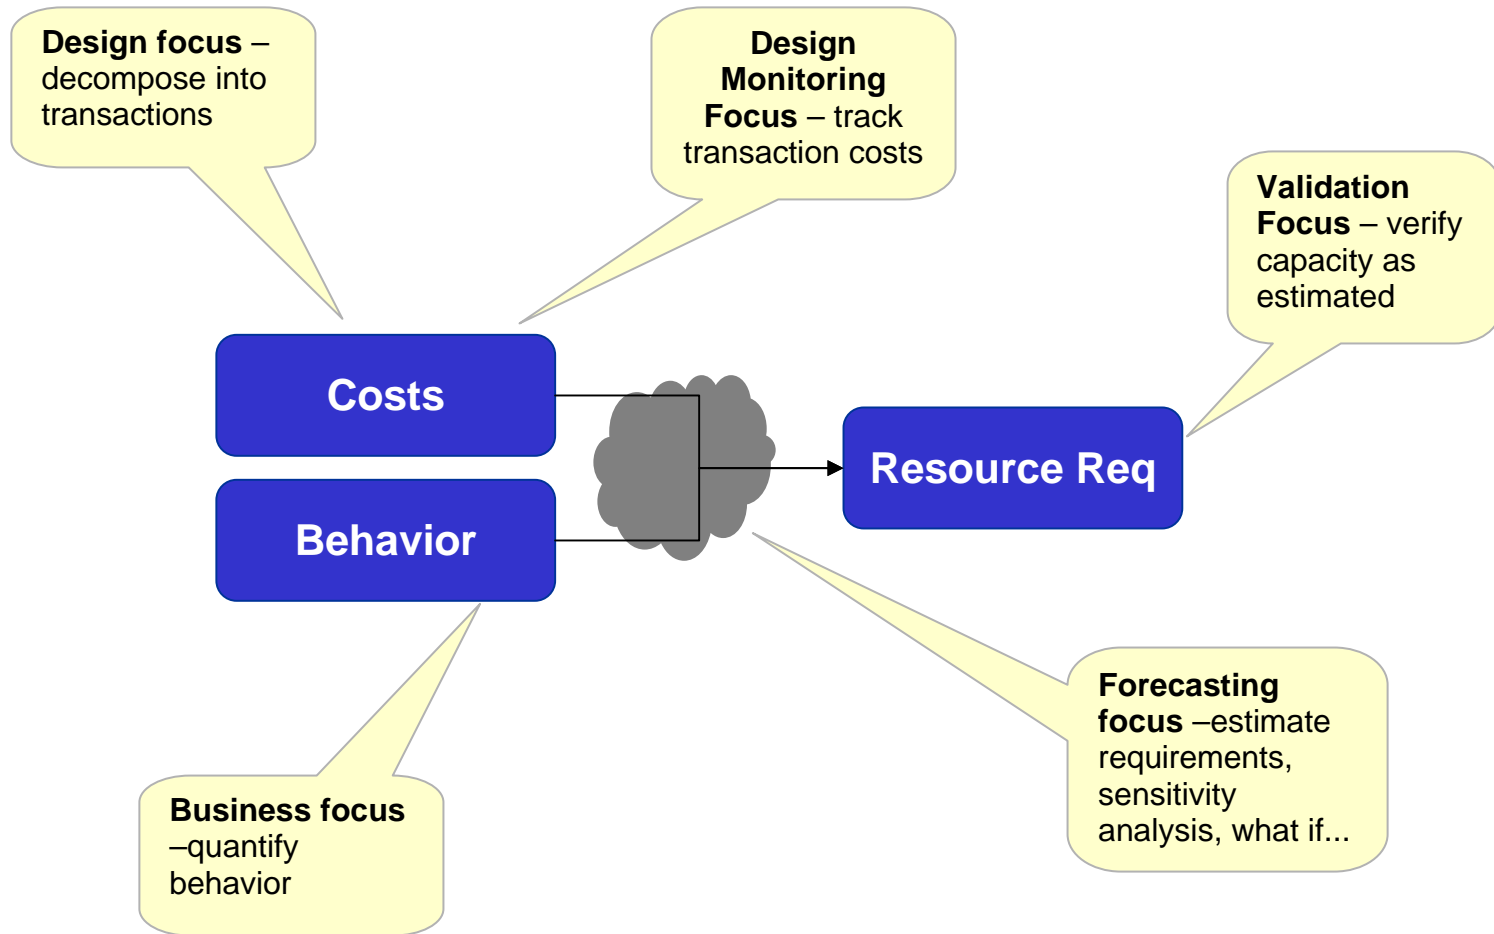 Design focus –
decompose into
transactions
Design
Monitoring
Focus – track
transaction costs
Validation
Focus – verify
capacity as
estimated
Costs
Resource Req
Behavior
Forecasting
focus –estimate
requirements,
sensitivity
analysis, what if...
Business focus
–quantify
behavior